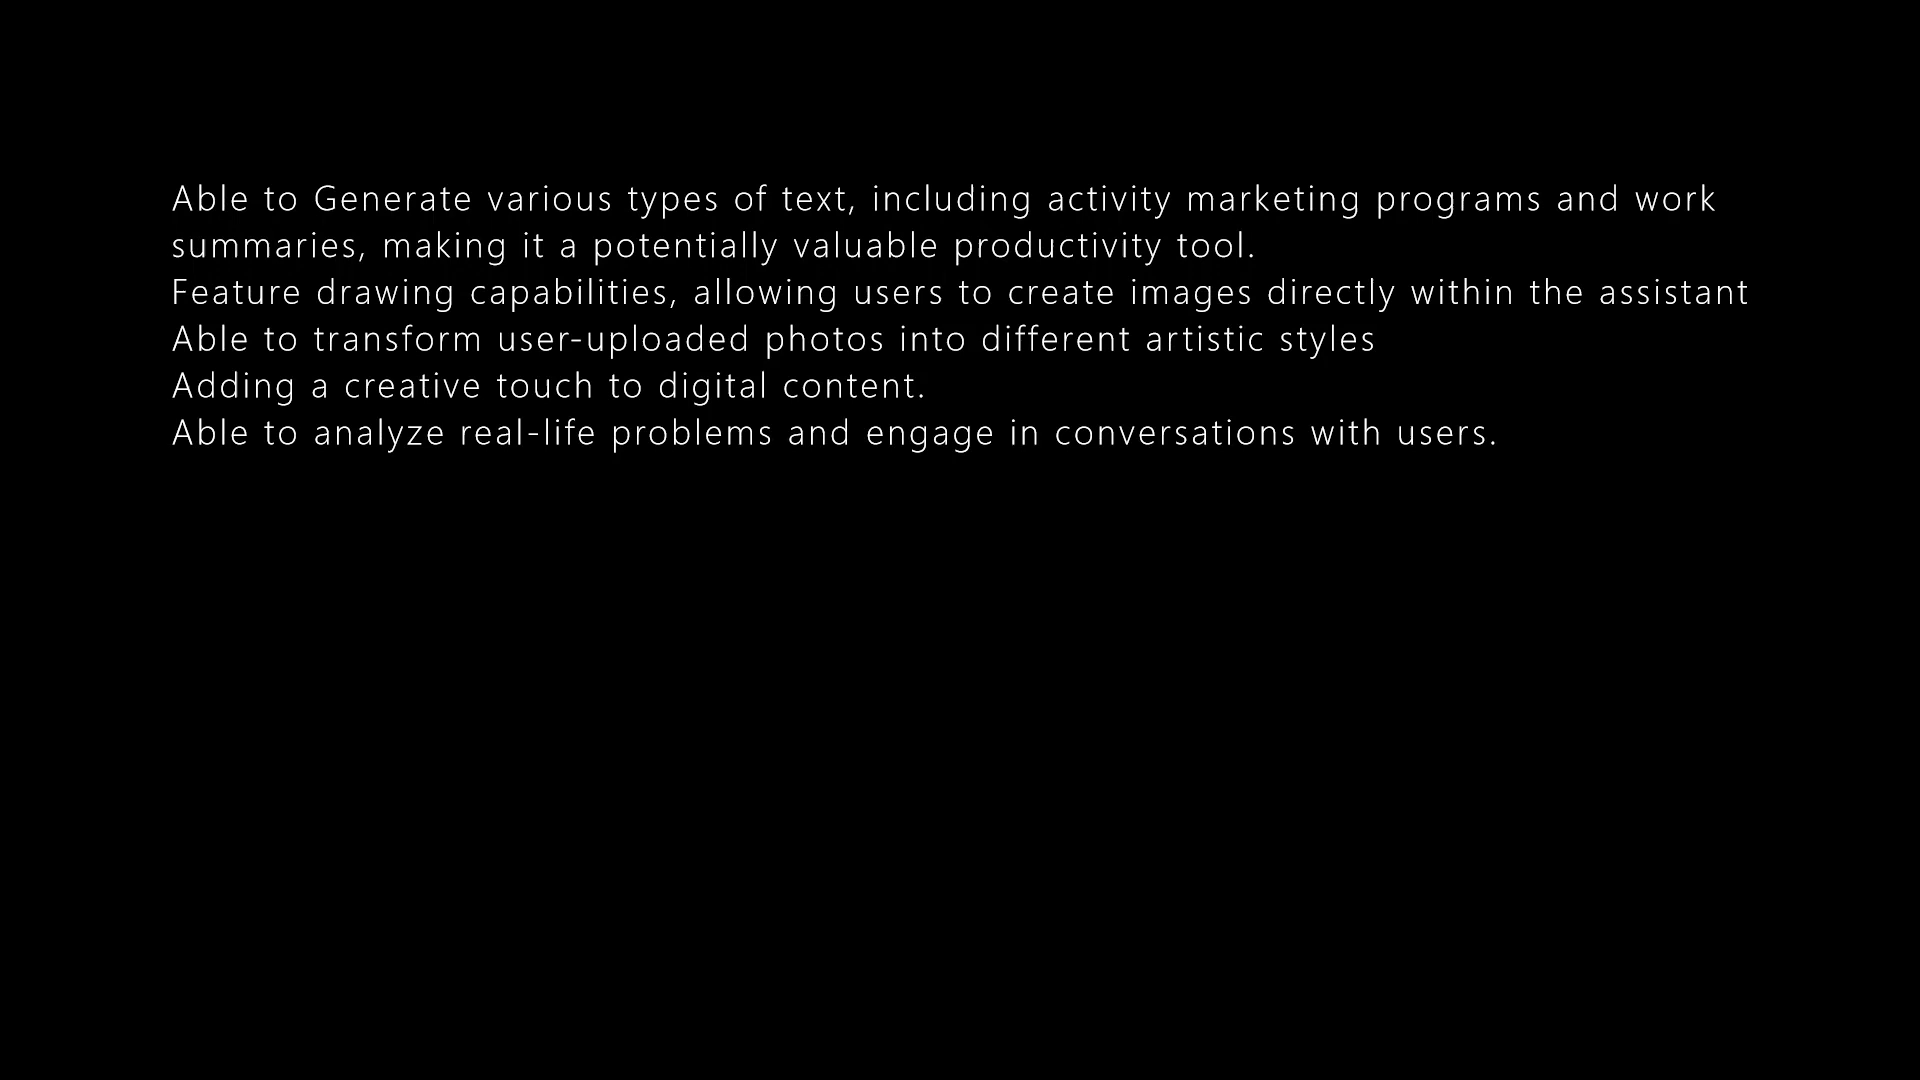 Able to Generate various types of text, including activity marketing programs and work
summaries, making it a potentially valuable productivity tool.
Feature drawing capabilities, allowing users to create images directly within the assistant
Able to transform user-uploaded photos into different artistic styles
Adding a creative touch to digital content.
Able to analyze real-life problems and engage in conversations with users.